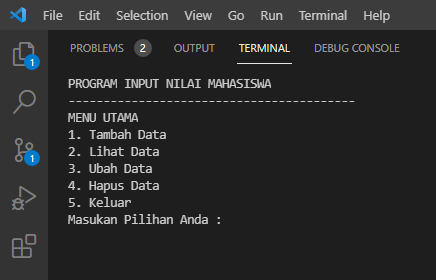 File Edit Selection View Go Run Terminal Help
PROBLEMS 2 OUTPUT TERMINAL DEBUG CONSOLE
1
1
PROGRAM INPUT NILAI MAHASISWA
-----------------------------------------
MENU UTAMA
1. Tambah Data
2. Lihat Data
3. Ubah Data
4. Hapus Data
5. Keluar
Masukan Pilihan Anda :